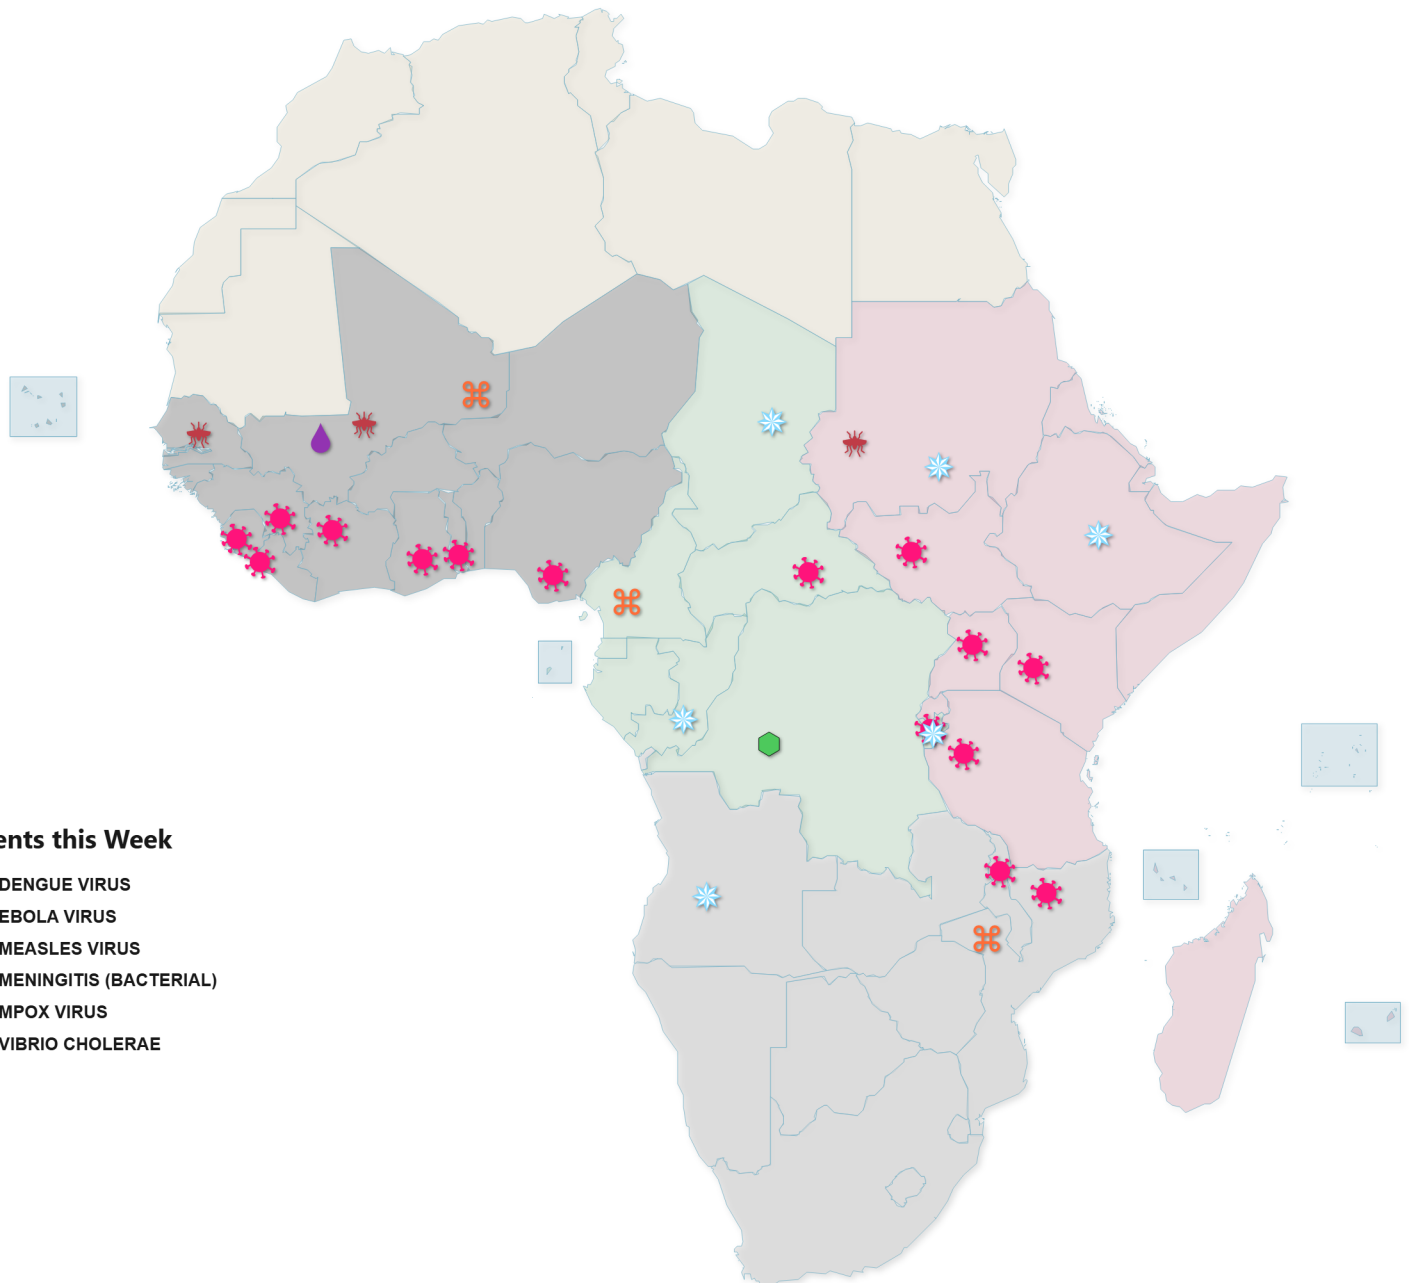 ents this Week
DENGUE VIRUS
EBOLA VIRUS
MEASLES VIRUS
MENINGITIS (BACTERIAL)
MPOX VIRUS
VIBRIO CHOLERAE